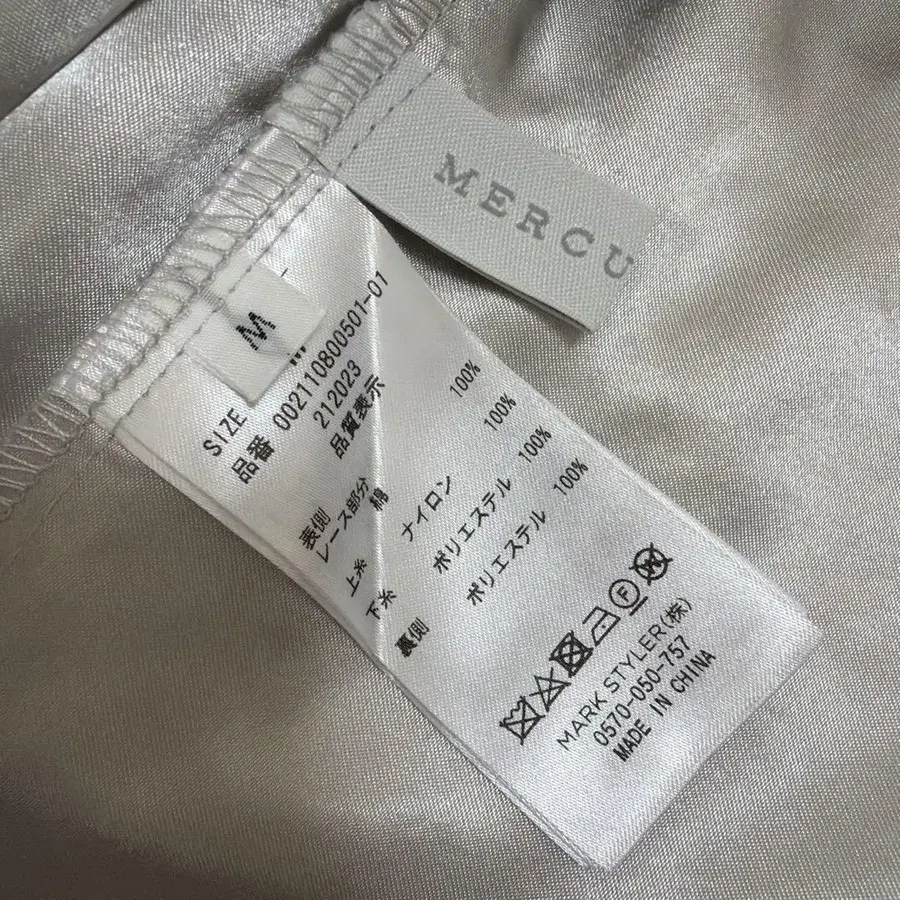 MERCU
M
SIZE
品番 002110800501-01
212023
品質表示
表側
レース部分 綿 100%
上糸 ナイロン 100%
下糸 ポリエステル 100%
裏側 ポリエステル 100%
MARK STYLER(株)
0570-050-757
MADE IN CHINA